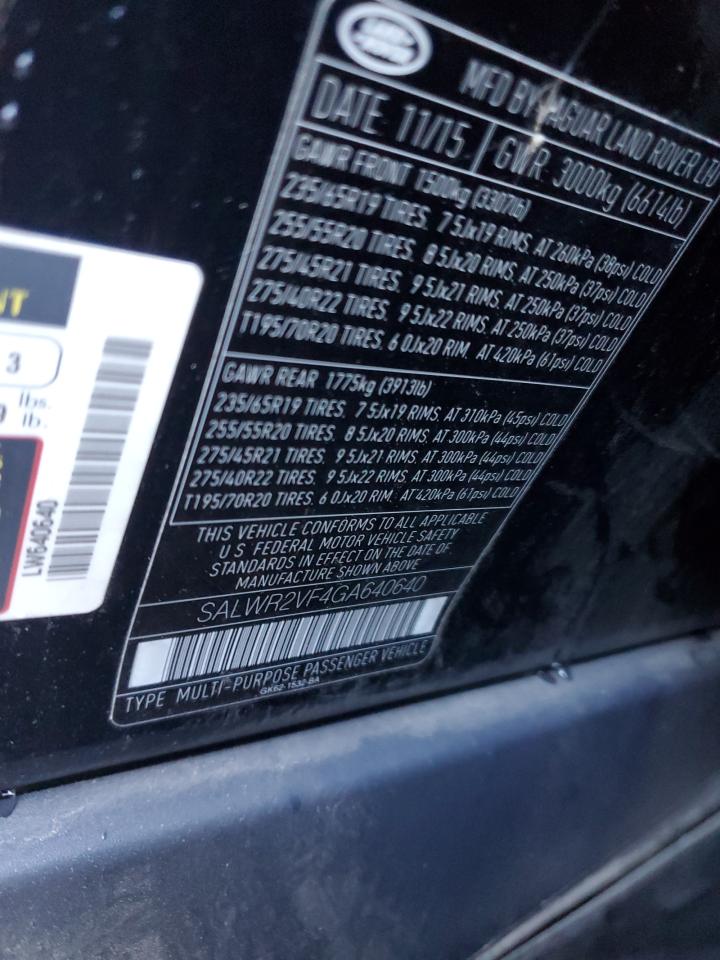 LAND ROVER
MFD BY JAGUAR LAND ROVER LTD
DATE 11/15 GVWR 3000kg (6614lb)
GAWR FRONT 1500kg (3307lb)
235/65R19 TIRES, 7.5Jx19 RIMS, AT 260kPa (38psi) COLD
255/55R20 TIRES, 8.5Jx20 RIMS, AT 250kPa (37psi) COLD
275/45R21 TIRES, 9.5Jx21 RIMS, AT 250kPa (37psi) COLD
275/40R22 TIRES, 9.5Jx22 RIMS, AT 250kPa (37psi) COLD
T195/70R20 TIRES, 6.0Jx20 RIM, AT 420kPa (61psi) COLD
GAWR REAR 1775kg (3913lb)
235/65R19 TIRES, 7.5Jx19 RIMS, AT 310kPa (45psi) COLD
255/55R20 TIRES, 8.5Jx20 RIMS, AT 300kPa (44psi) COLD
275/45R21 TIRES, 9.5Jx21 RIMS, AT 300kPa (44psi) COLD
275/40R22 TIRES, 9.5Jx22 RIMS, AT 300kPa (44psi) COLD
T195/70R20 TIRES, 6.0Jx20 RIM, AT 420kPa (61psi) COLD
THIS VEHICLE CONFORMS TO ALL APPLICABLE
U.S. FEDERAL MOTOR VEHICLE SAFETY
STANDARDS IN EFFECT ON THE DATE OF
MANUFACTURE SHOWN ABOVE
SALWR2VF4GA640640
TYPE MULTI-PURPOSE PASSENGER VEHICLE
GK62-1532-BA
NT
3
lbs.
lb.
LW640640